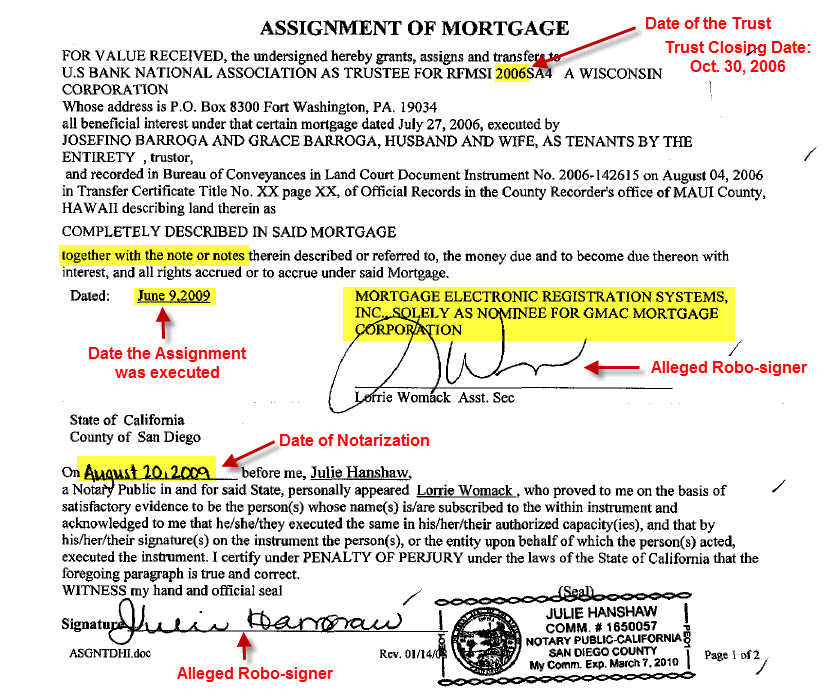 ASSIGNMENT OF MORTGAGE
Date of the Trust
Trust Closing Date:
Oct. 30, 2006
FOR VALUE RECEIVED, the undersigned hereby grants, assigns and transfers to
U.S BANK NATIONAL ASSOCIATION AS TRUSTEE FOR RFMSI 2006SA4 A WISCONSIN
CORPORATION
Whose address is P.O. Box 8300 Fort Washington, PA. 19034
all beneficial interest under that certain mortgage dated July 27, 2006, executed by
JOSEFINO BARROGA AND GRACE BARROGA, HUSBAND AND WIFE, AS TENANTS BY THE
ENTIRETY , trustor,
and recorded in Bureau of Conveyances in Land Court Document Instrument No. 2006-142615 on August 04, 2006
in Transfer Certificate Title No. XX page XX, of Official Records in the County Recorder's office of MAUI County,
HAWAII describing land therein as
COMPLETELY DESCRIBED IN SAID MORTGAGE
together with the note or notes therein described or referred to, the money due and to become due thereon with
interest, and all rights accrued or to accrue under said Mortgage.
Dated: June 9,2009
MORTGAGE ELECTRONIC REGISTRATION SYSTEMS,
INC., SOLELY AS NOMINEE FOR GMAC MORTGAGE
CORPORATION
Date the Assignment
was executed
Alleged Robo-signer
Lorrie Womack Asst. Sec
State of California
County of San Diego
Date of Notarization
On August 20, 2009 before me, Julie Hanshaw,
a Notary Public in and for said State, personally appeared Lorrie Womack , who proved to me on the basis of
satisfactory evidence to be the person(s) whose name(s) is/are subscribed to the within instrument and
acknowledged to me that he/she/they executed the same in his/her/their authorized capacity(ies), and that by
his/her/their signature(s) on the instrument the person(s), or the entity upon behalf of which the person(s) acted,
executed the instrument. I certify under PENALTY OF PERJURY under the laws of the State of California that the
foregoing paragraph is true and correct.
WITNESS my hand and official seal
(Seal)
Signature Julie Hanshaw
JULIE HANSHAW
COMM. # 1650057
NOTARY PUBLIC-CALIFORNIA
SAN DIEGO COUNTY
My Comm. Exp. March 7, 2010
ASGNTDHI.doc
Rev. 01/14/
Page 1 of 2
Alleged Robo-signer